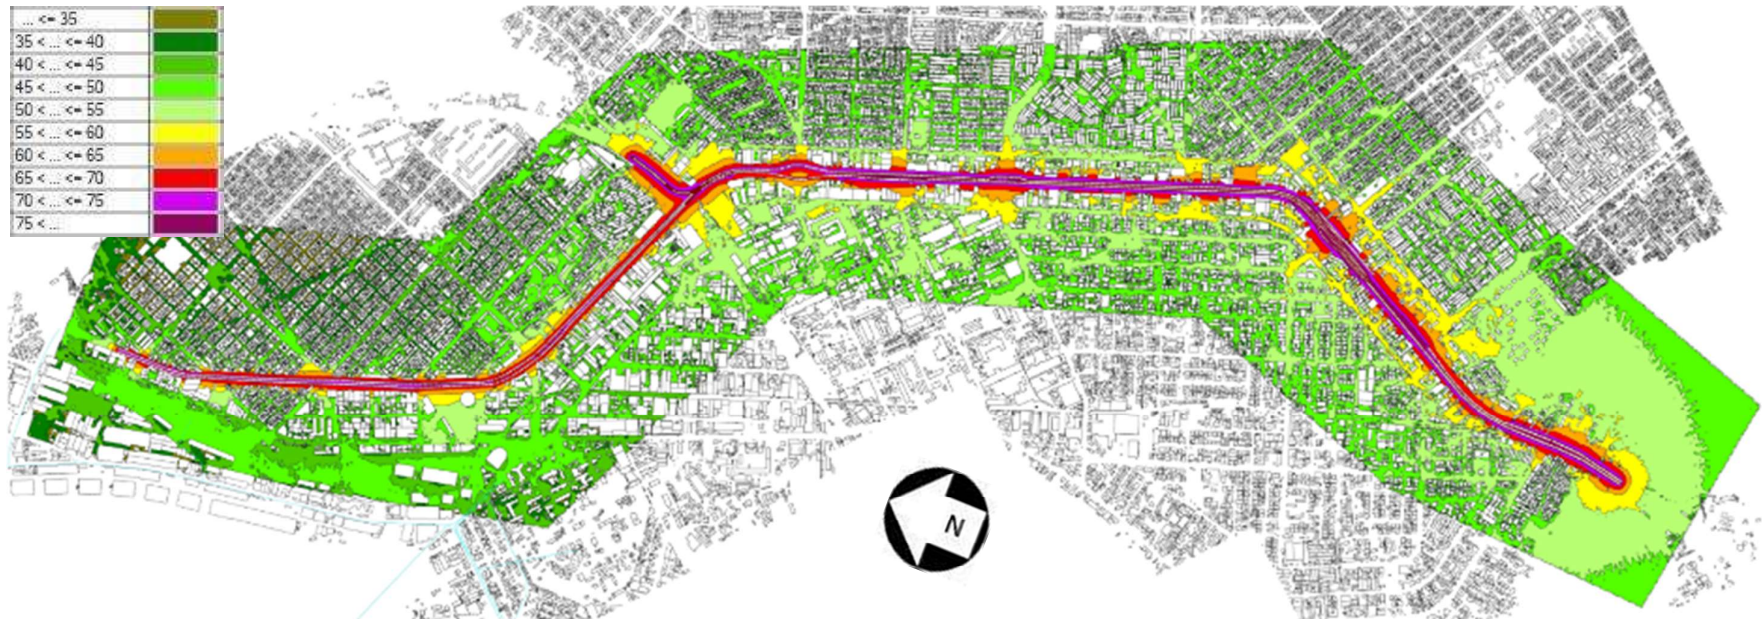 ... <= 35
35 < ... <= 40
40 < ... <= 45
45 < ... <= 50
50 < ... <= 55
55 < ... <= 60
60 < ... <= 65
65 < ... <= 70
70 < ... <= 75
75 < ...
N